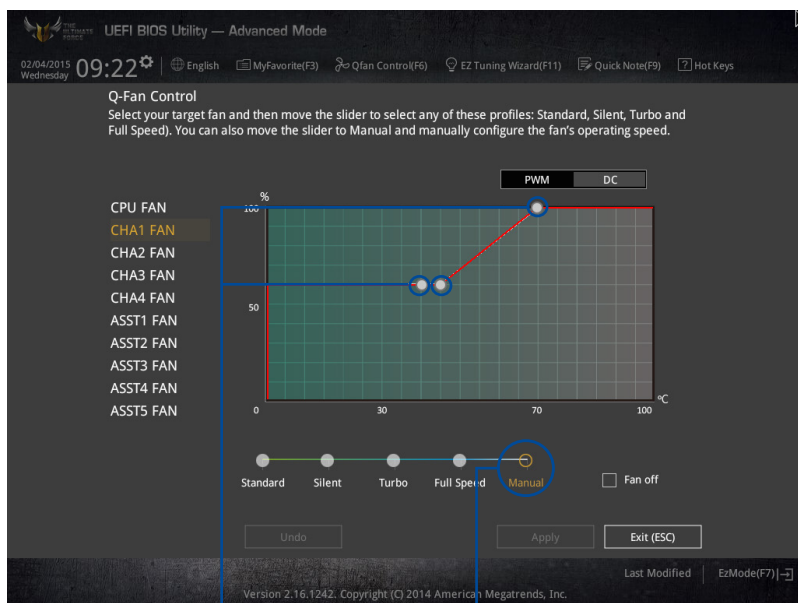 THE ULTIMATE FORCE
UEFI BIOS Utility — Advanced Mode
02/04/2015
Wednesday
09:22
English
MyFavorite(F3)
Qfan Control(F6)
EZ Tuning Wizard(F11)
Quick Note(F9)
? Hot Keys
Q-Fan Control
Select your target fan and then move the slider to select any of these profiles: Standard, Silent, Turbo and
Full Speed). You can also move the slider to Manual and manually configure the fan's operating speed.
PWM DC
CPU FAN
CHA1 FAN
CHA2 FAN
CHA3 FAN
CHA4 FAN
ASST1 FAN
ASST2 FAN
ASST3 FAN
ASST4 FAN
ASST5 FAN
%
100
50
0 30 70 100
ºC
Standard Silent Turbo Full Speed Manual
Fan off
Undo Apply Exit (ESC)
Last Modified
EzMode(F7)
Version 2.16.1242. Copyright (C) 2014 American Megatrends, Inc.